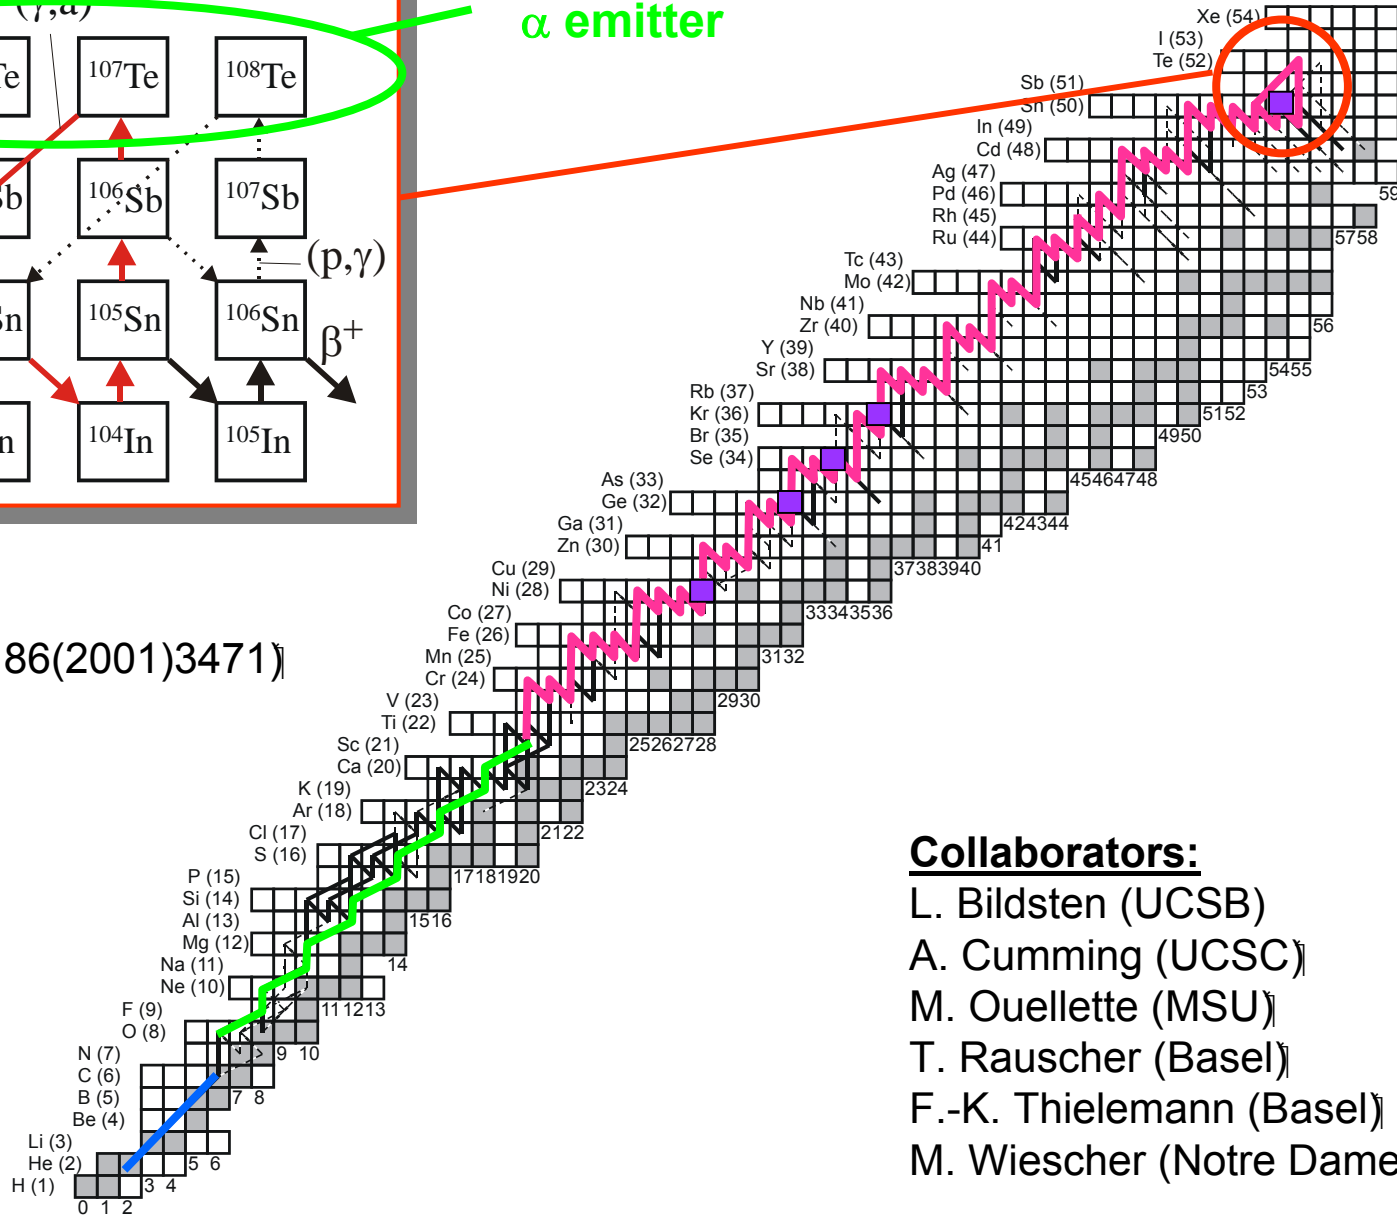 (γ,a)
α emitter
107Te
108Te
106Sb
107Sb
(p,γ)
105Sn
106Sn
β+
104In
105In
86(2001)3471)
Xe (54)
I (53)
Te (52)
Sb (51)
Sn (50)
In (49)
Cd (48)
Ag (47)
Pd (46)
59
Rh (45)
Ru (44)
5758
Tc (43)
Mo (42)
Nb (41)
Zr (40)
56
Y (39)
Sr (38)
5455
Rb (37)
53
Kr (36)
5152
Br (35)
4950
Se (34)
45464748
As (33)
Ge (32)
424344
Ga (31)
Zn (30)
41
Cu (29)
37383940
Ni (28)
Co (27)
33343536
Fe (26)
Mn (25)
3132
Cr (24)
V (23)
2930
Ti (22)
Sc (21)
25262728
Ca (20)
K (19)
2324
Ar (18)
Cl (17)
2122
S (16)
P (15)
17181920
Si (14)
Al (13)
1516
Mg (12)
Na (11)
14
Ne (10)
F (9)
11 12 13
O (8)
N (7)
9 10
C (6)
B (5)
7 8
Be (4)
Li (3)
He (2)
5 6
H (1)
3 4
0 1 2
Collaborators:
L. Bildsten (UCSB)
A. Cumming (UCSC)
M. Ouellette (MSU)
T. Rauscher (Basel)
F.-K. Thielemann (Basel)
M. Wiescher (Notre Dame